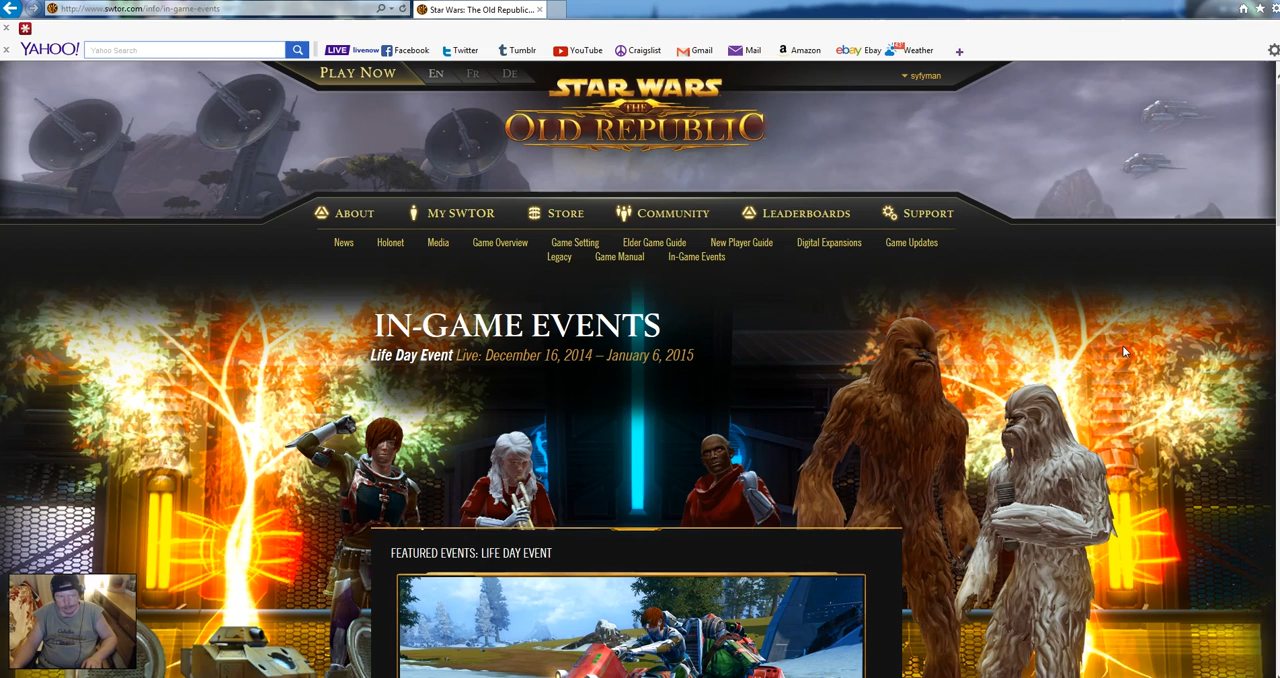 http://www.swtor.com/info/in-game-events
Star Wars: The Old Republic...
YAHOO!
Yahoo Search
LIVE livenow Facebook Twitter Tumblr YouTube Craigslist Gmail Mail Amazon ebay Ebay Weather
PLAY NOW EN FR DE
syfyman
STAR WARS
THE
OLD REPUBLIC
ABOUT MY SWTOR STORE COMMUNITY LEADERBOARDS SUPPORT
News Holonet Media Game Overview Game Setting Elder Game Guide New Player Guide Digital Expansions Game Updates
Legacy Game Manual In-Game Events
IN-GAME EVENTS
Life Day Event Live: December 16, 2014 – January 6, 2015
FEATURED EVENTS: LIFE DAY EVENT